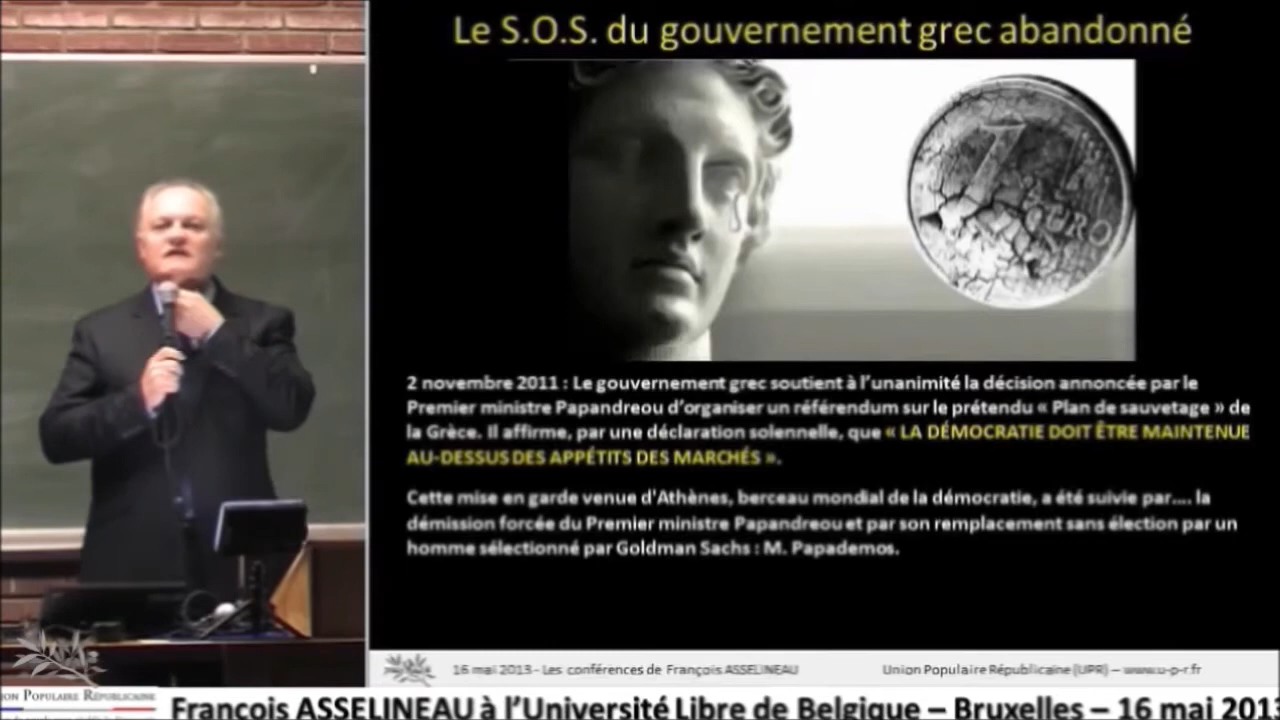 Le S.O.S. du gouvernement grec abandonné
1
EURO
2 novembre 2011 : Le gouvernement grec soutient à l’unanimité la décision annoncée par le
Premier ministre Papandreou d’organiser un référendum sur le prétendu « Plan de sauvetage » de
la Grèce. Il affirme, par une déclaration solennelle, que « LA DÉMOCRATIE DOIT ÊTRE MAINTENUE
AU-DESSUS DES APPÉTITS DES MARCHÉS ».
Cette mise en garde venue d'Athènes, berceau mondial de la démocratie, a été suivie par.... la
démission forcée du Premier ministre Papandreou et par son remplacement sans élection par un
homme sélectionné par Goldman Sachs : M. Papademos.
16 mai 2013 - Les conférences de François ASSELINEAU
Union Populaire Républicaine (UPR) – www.u-p-r.fr
ON POPULAIRE RÉPUBLICAINE
François ASSELINEAU à l’Université Libre de Belgique – Bruxelles – 16 mai 201